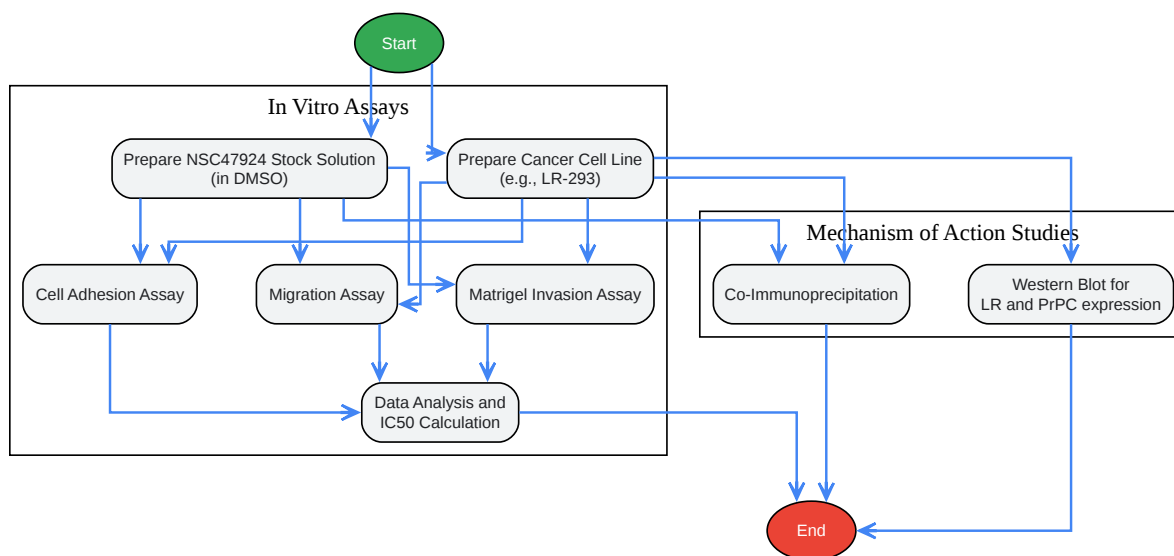 Start
In Vitro Assays
Prepare NSC47924 Stock Solution
(in DMSO)
Prepare Cancer Cell Line
(e.g., LR-293)
Mechanism of Action Studies
Cell Adhesion Assay
Migration Assay
Matrigel Invasion Assay
Co-Immunoprecipitation
Western Blot for
LR and PrPC expression
Data Analysis and
IC50 Calculation
End